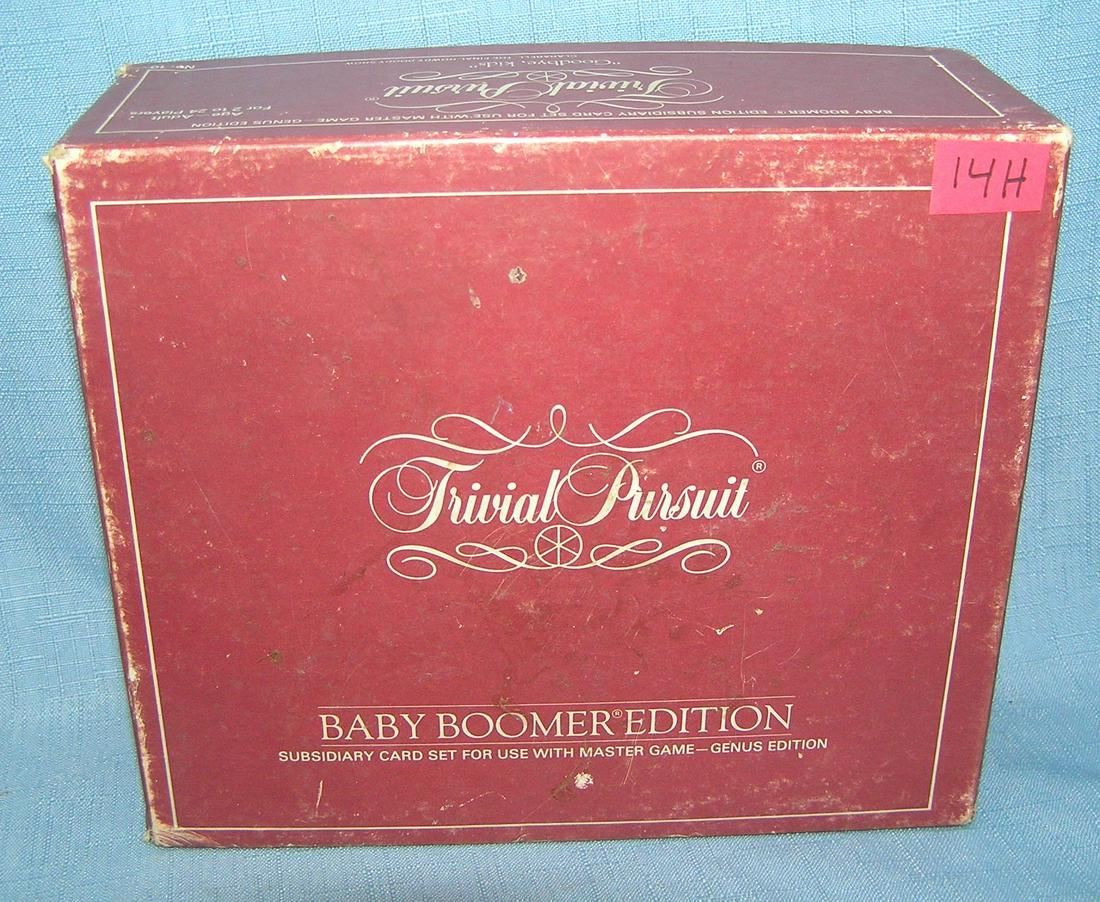 BABY BOOMER® EDITION SUBSIDIARY CARD SET FOR USE WITH MASTER GAME—GENUS EDITION
Trivial Pursuit
"Goodbye, kids"
Adult
For 2 to 24 Players
14H
Trivial Pursuit®
BABY BOOMER® EDITION
SUBSIDIARY CARD SET FOR USE WITH MASTER GAME—GENUS EDITION